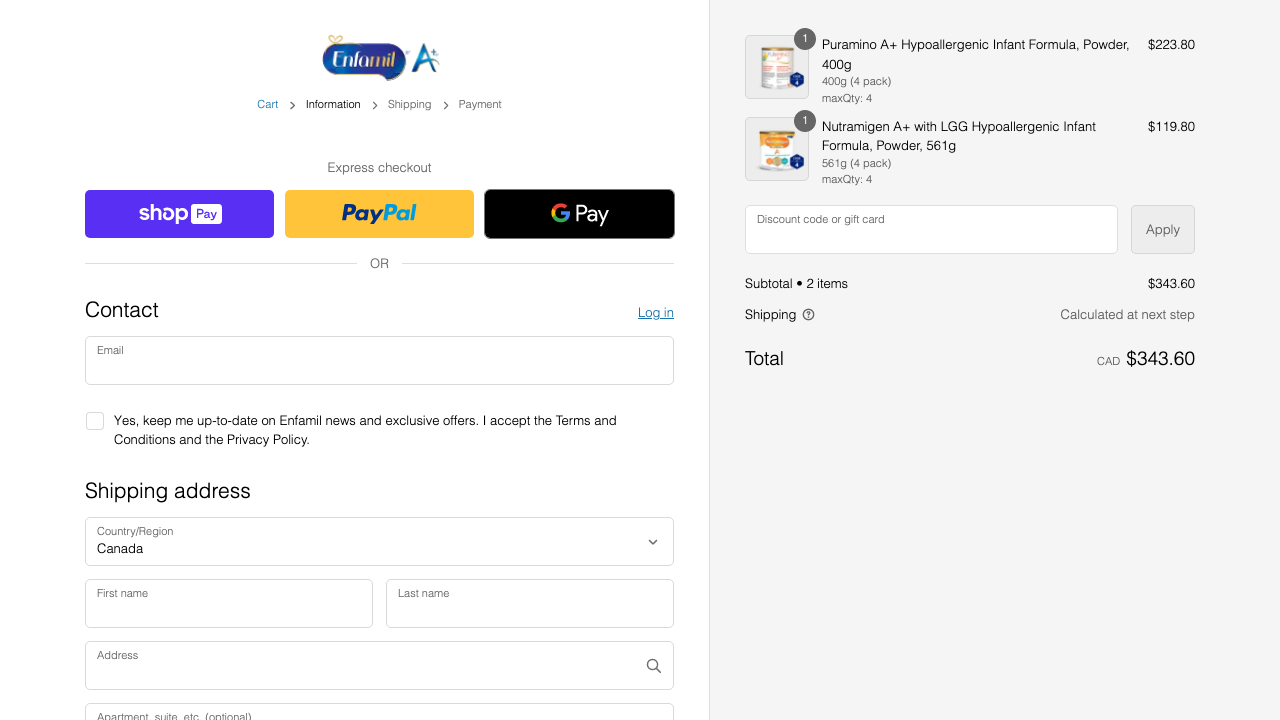 Enfamil A+
Cart > Information > Shipping > Payment
Express checkout
shop Pay
PayPal
G Pay
OR
Contact
Log in
Email
Yes, keep me up-to-date on Enfamil news and exclusive offers. I accept the Terms and
Conditions and the Privacy Policy.
Shipping address
Country/Region
Canada
First name
Last name
Address
Apartment, suite, etc. (optional)
1
Puramino A+ Hypoallergenic Infant Formula, Powder, $223.80
400g
400g (4 pack)
maxQty: 4
1
Nutramigen A+ with LGG Hypoallergenic Infant $119.80
Formula, Powder, 561g
561g (4 pack)
maxQty: 4
Discount code or gift card
Apply
Subtotal • 2 items $343.60
Shipping Calculated at next step
Total CAD $343.60